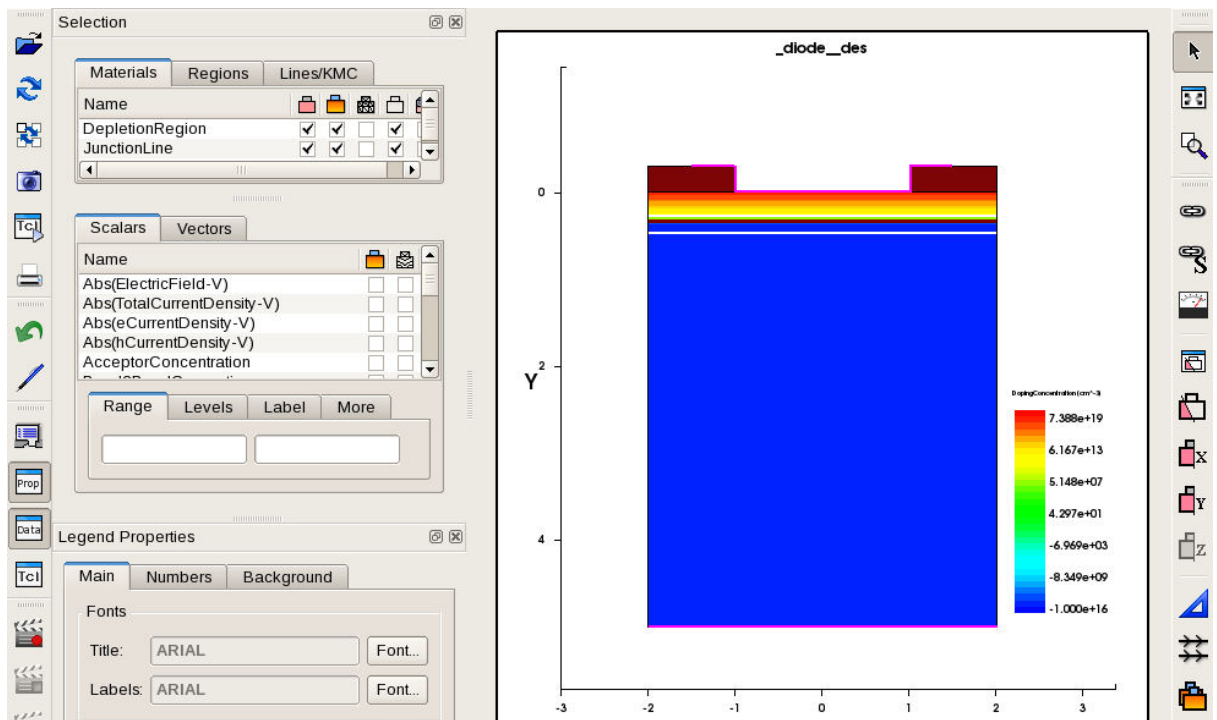 Selection
Materials Regions Lines/KMC
Name
DepletionRegion
JunctionLine
Scalars Vectors
Name
Abs(ElectricField-V)
Abs(TotalCurrentDensity-V)
Abs(eCurrentDensity-V)
Abs(hCurrentDensity-V)
AcceptorConcentration
Range Levels Label More
Legend Properties
Main Numbers Background
Fonts
Title: ARIAL Font...
Labels: ARIAL Font...
Tcl
Prop
Data
Tcl
_diode__des
0
2
4
Y
-3 -2 -1 0 1 2 3
DopingConcentration (cm^-3)
7.388e+19
6.167e+13
5.148e+07
4.297e+01
-6.969e+03
-8.349e+09
-1.000e+16
S
X
Y
Z